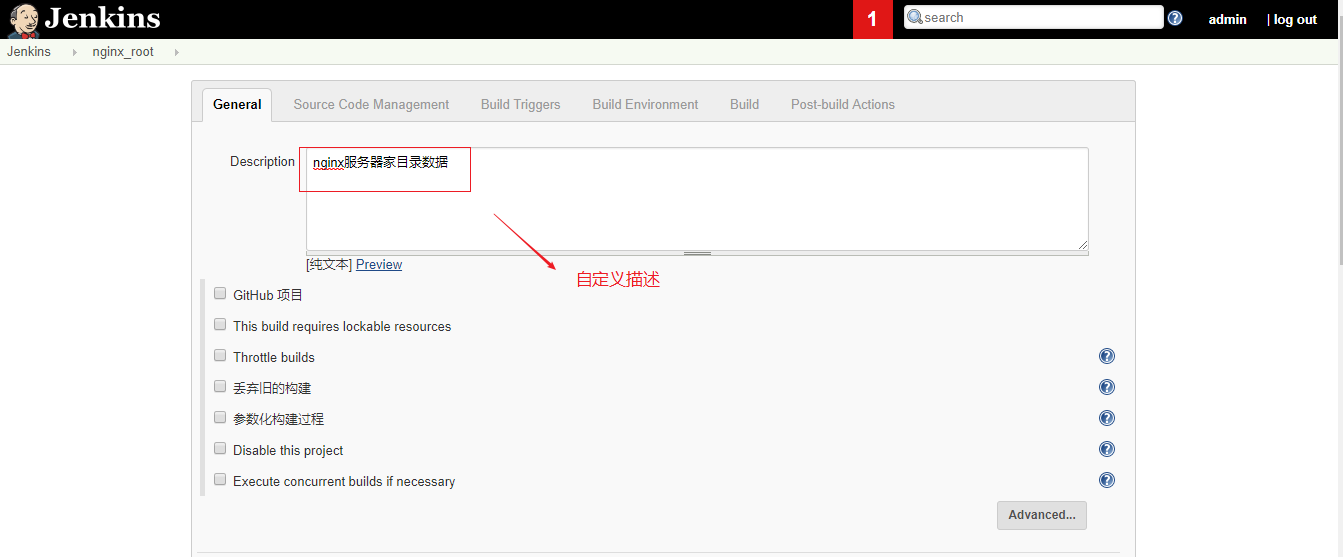 Jenkins
1
search
admin
| log out
Jenkins
nginx_root
General
Source Code Management
Build Triggers
Build Environment
Build
Post-build Actions
Description
nginx服务器家目录数据
[纯文本] Preview
自定义描述
GitHub 项目
This build requires lockable resources
Throttle builds
丢弃旧的构建
参数化构建过程
Disable this project
Execute concurrent builds if necessary
Advanced...